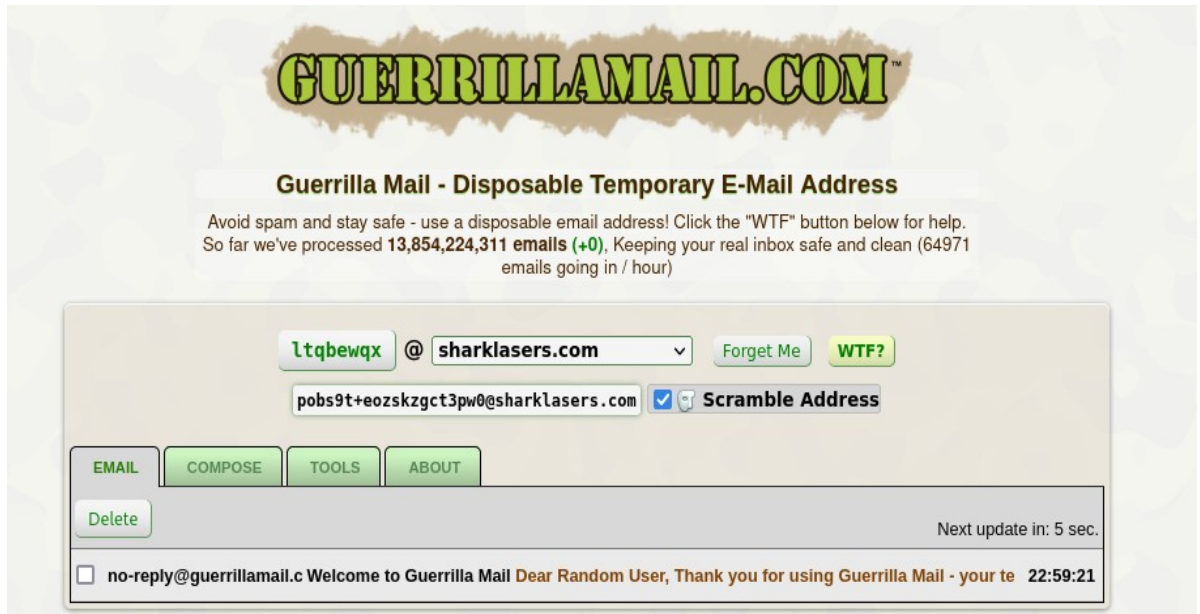 GUERRILLAMAIL.COM™
Guerrilla Mail - Disposable Temporary E-Mail Address
Avoid spam and stay safe - use a disposable email address! Click the "WTF" button below for help.
So far we've processed 13,854,224,311 emails (+0), Keeping your real inbox safe and clean (64971
emails going in / hour)
ltqbewqx @ sharklasers.com Forget Me WTF?
pobs9t+eozskzgct3pw0@sharklasers.com Scramble Address
EMAIL COMPOSE TOOLS ABOUT
Delete
Next update in: 5 sec.
no-reply@guerrillamail.c Welcome to Guerrilla Mail Dear Random User, Thank you for using Guerrilla Mail - your te 22:59:21